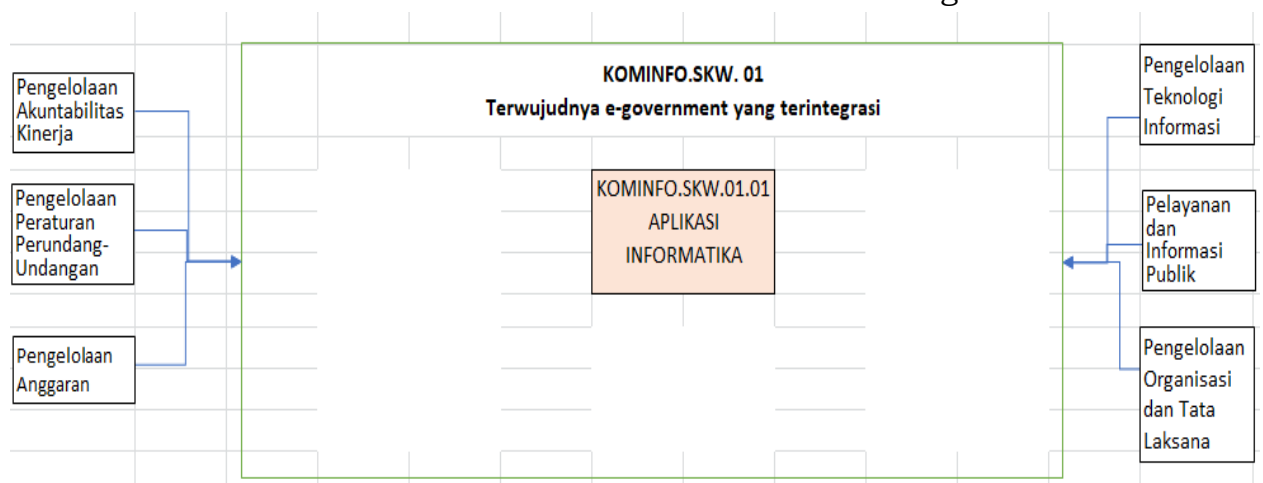 KOMINFO.SKW. 01
Terwujudnya e-government yang terintegrasi
Pengelolaan
Akuntabilitas
Kinerja
Pengelolaan
Peraturan
Perundang-
Undangan
Pengelolaan
Anggaran
KOMINFO.SKW.01.01
APLIKASI
INFORMATIKA
Pengelolaan
Teknologi
Informasi
Pelayanan
dan
Informasi
Publik
Pengelolaan
Organisasi
dan Tata
Laksana